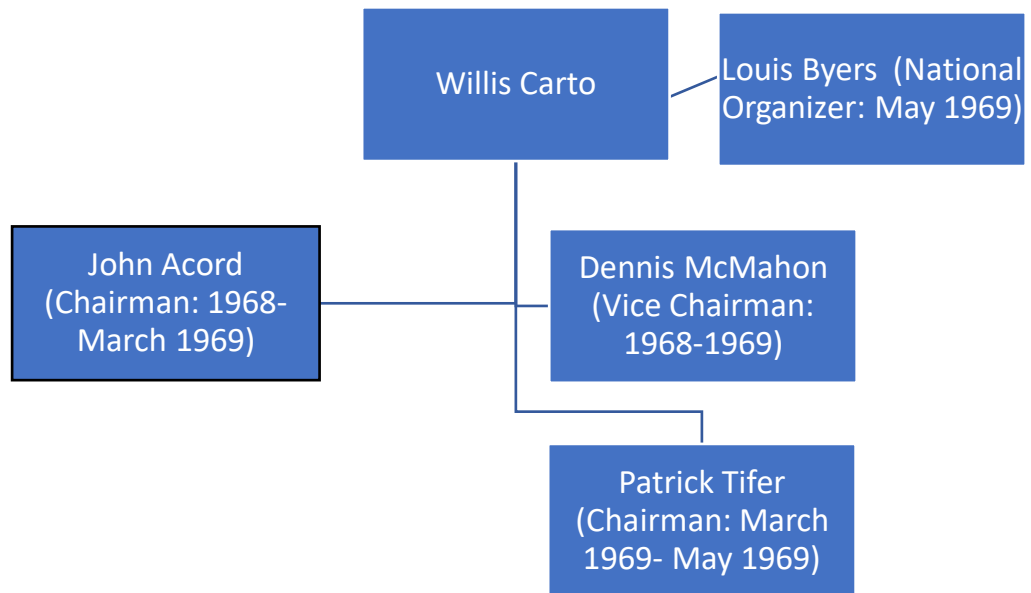 Willis Carto
Louis Byers (National
Organizer: May 1969)
John Acord
(Chairman: 1968-
March 1969)
Dennis McMahon
(Vice Chairman:
1968-1969)
Patrick Tifer
(Chairman: March
1969- May 1969)